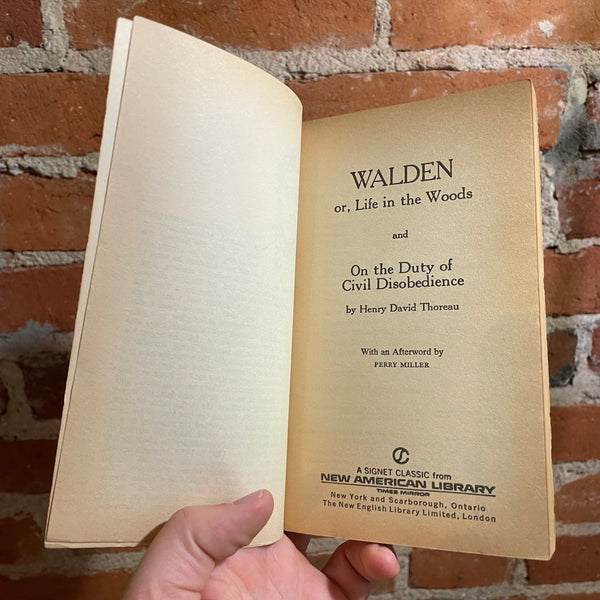 WALDEN
or, Life in the Woods
and
On the Duty of
Civil Disobedience
by Henry David Thoreau
With an Afterword by
PERRY MILLER
A SIGNET CLASSIC from
NEW AMERICAN LIBRARY
TIMES MIRROR
New York and Scarborough, Ontario
The New English Library Limited, London